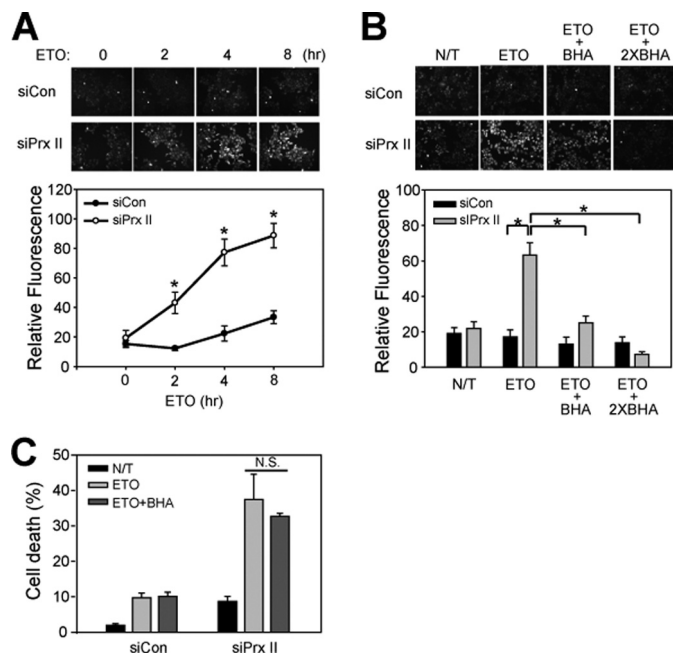 A
ETO: 0 2 4 8 (hr)
siCon
siPrx II
120
100
80
60
40
20
0
Relative Fluorescence
siCon
siPrx II
*
*
*
0 2 4 8
ETO (hr)
B
N/T ETO ETO + BHA ETO + 2XBHA
siCon
siPrx II
100
80
60
40
20
0
Relative Fluorescence
siCon
siPrx II
*
*
*
N/T ETO ETO + BHA ETO + 2XBHA
C
50
40
30
20
10
0
Cell death (%)
N/T
ETO
ETO+BHA
N.S.
siCon siPrx II